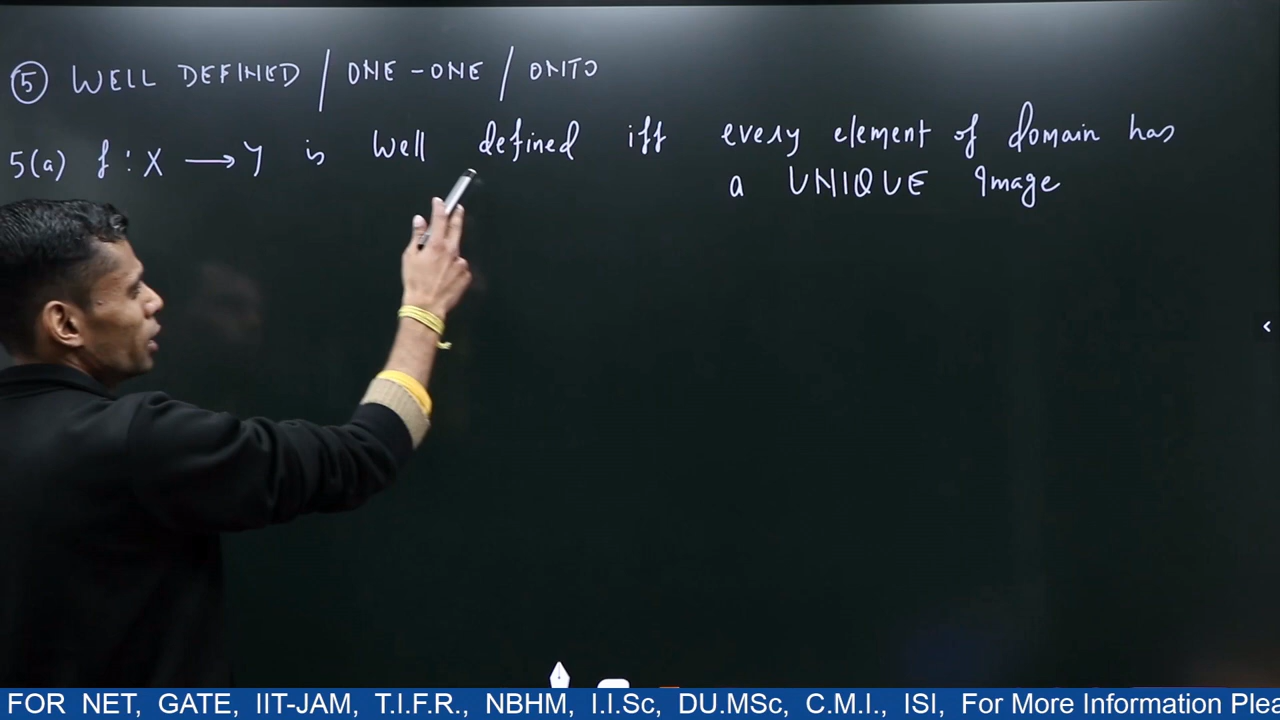 ⑤ WELL DEFINED / ONE-ONE / ONTO
5(a) f : X → Y is well defined iff every element of domain has
a UNIQUE Image
FOR NET, GATE, IIT-JAM, T.I.F.R., NBHM, I.I.Sc, DU.MSc, C.M.I., ISI, For More Information Plea